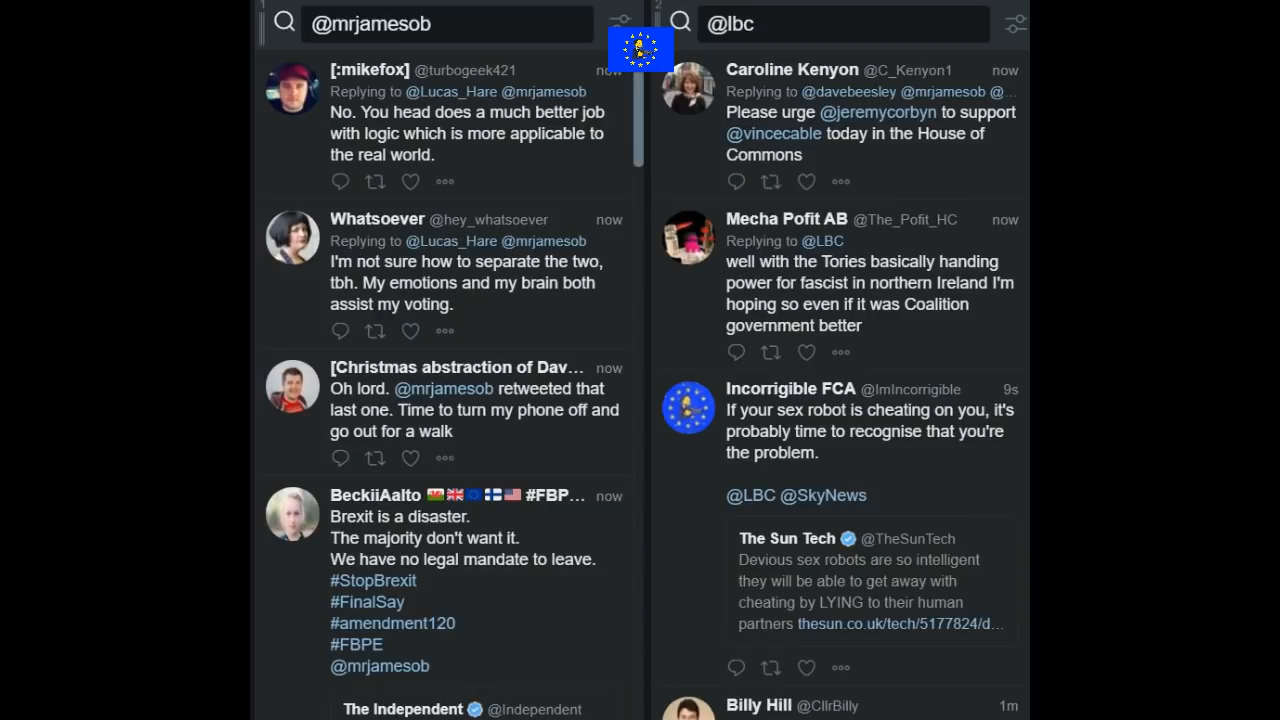 1
@mrjamesob
[:mikefox] @turbogeek421 now
Replying to @Lucas_Hare @mrjamesob
No. You head does a much better job
with logic which is more applicable to
the real world.
Whatsoever @hey_whatsoever now
Replying to @Lucas_Hare @mrjamesob
I'm not sure how to separate the two,
tbh. My emotions and my brain both
assist my voting.
[Christmas abstraction of Dav... now
Oh lord. @mrjamesob retweeted that
last one. Time to turn my phone off and
go out for a walk
BeckiiAalto #FBP... now
Brexit is a disaster.
The majority don't want it.
We have no legal mandate to leave.
#StopBrexit
#FinalSay
#amendment120
#FBPE
@mrjamesob
The Independent @Independent
2
@lbc
Caroline Kenyon @C_Kenyon1 now
Replying to @davebeesley @mrjamesob @...
Please urge @jeremycorbyn to support
@vincecable today in the House of
Commons
Mecha Pofit AB @The_Pofit_HC now
Replying to @LBC
well with the Tories basically handing
power for fascist in northern Ireland I'm
hoping so even if it was Coalition
government better
Incorrigible FCA @ImIncorrigible 9s
If your sex robot is cheating on you, it's
probably time to recognise that you're
the problem.
@LBC @SkyNews
The Sun Tech @TheSunTech
Devious sex robots are so intelligent
they will be able to get away with
cheating by LYING to their human
partners thesun.co.uk/tech/5177824/d...
Billy Hill @CllrBilly 1m